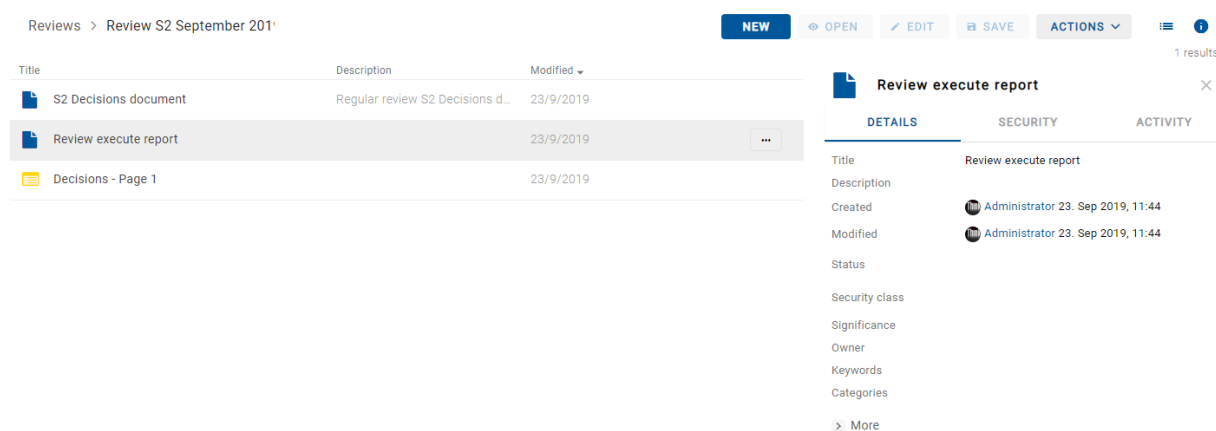 Reviews > Review S2 September 201
NEW OPEN EDIT SAVE ACTIONS
1 results
Title Description Modified
S2 Decisions document Regular review S2 Decisions d... 23/9/2019
Review execute report 23/9/2019 ...
Decisions - Page 1 23/9/2019
Review execute report
DETAILS SECURITY ACTIVITY
Title Review execute report
Description
Created Administrator 23. Sep 2019, 11:44
Modified Administrator 23. Sep 2019, 11:44
Status
Security class
Significance
Owner
Keywords
Categories
> More